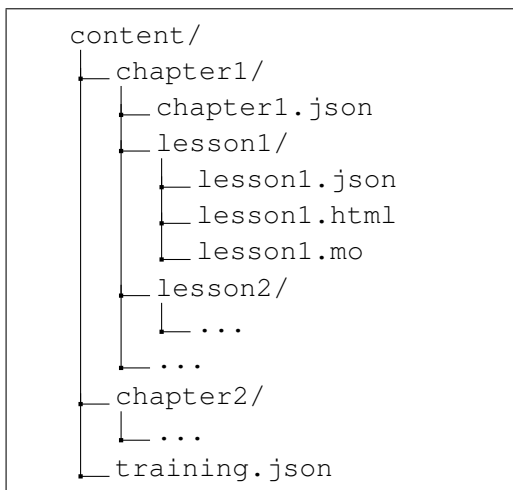 content/
chapter1/
chapter1.json
lesson1/
lesson1.json
lesson1.html
lesson1.mo
lesson2/
...
...
chapter2/
...
training.json